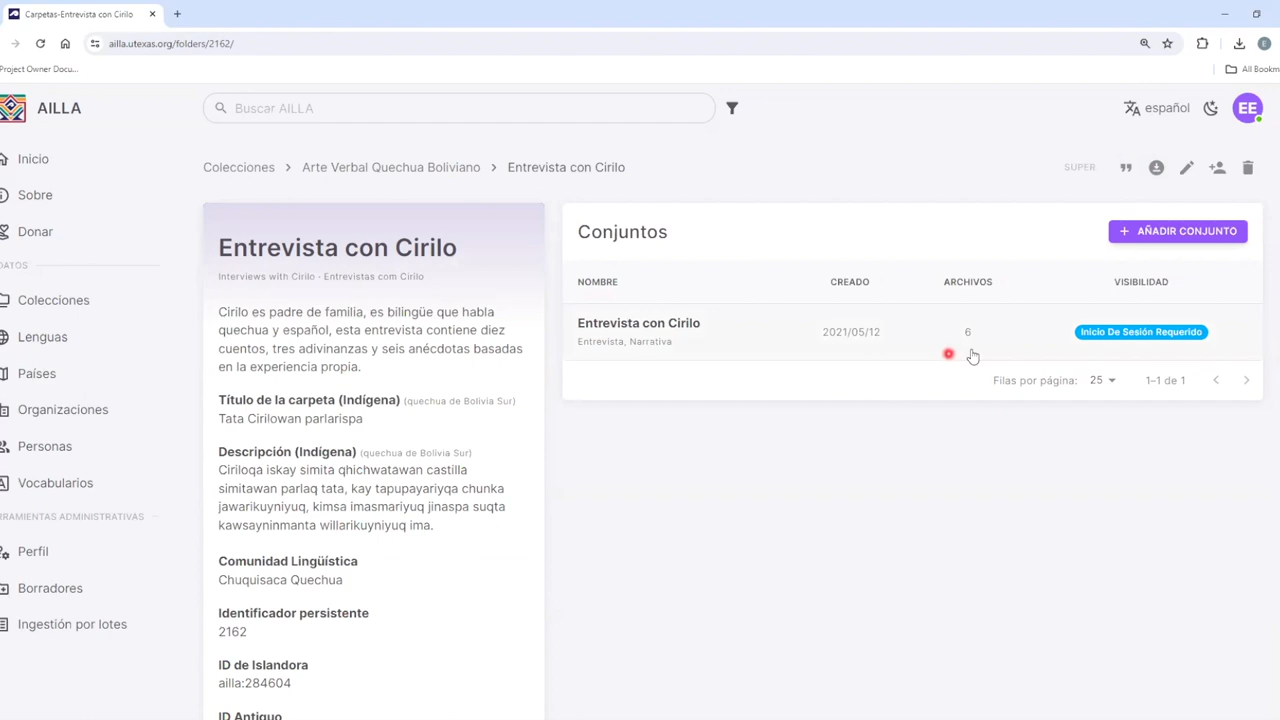 Carpetas-Entrevista con Cirilo
ailla.utexas.org/folders/2162/
Project Owner Docu...
All Bookm
AILLA
Buscar AILLA
español
EE
Inicio
Sobre
Donar
DATOS
Colecciones
Lenguas
Países
Organizaciones
Personas
Vocabularios
RRAMIENTAS ADMINISTRATIVAS
Perfil
Borradores
Ingestión por lotes
Colecciones > Arte Verbal Quechua Boliviano > Entrevista con Cirilo
SUPER
Entrevista con Cirilo
Interviews with Cirilo · Entrevistas com Cirilo
Cirilo es padre de familia, es bilingüe que habla
quechua y español, esta entrevista contiene diez
cuentos, tres adivinanzas y seis anécdotas basadas
en la experiencia propia.
Título de la carpeta (Indígena) (quechua de Bolivia Sur)
Tata Cirilowan parlarispa
Descripción (Indígena) (quechua de Bolivia Sur)
Ciriloqa iskay simita qhichwatawan castilla
simitawan parlaq tata, kay tapupayariyqa chunka
jawarikuyniyuq, kimsa imasmariyuq jinaspa suqta
kawsayninmanta willarikuyniyuq ima.
Comunidad Lingüística
Chuquisaca Quechua
Identificador persistente
2162
ID de Islandora
ailla:284604
ID Antiguo
Conjuntos
+ AÑADIR CONJUNTO
NOMBRE CREADO ARCHIVOS VISIBILIDAD
Entrevista con Cirilo 2021/05/12 6 Inicio De Sesión Requerido
Entrevista, Narrativa
Filas por página: 25 1–1 de 1